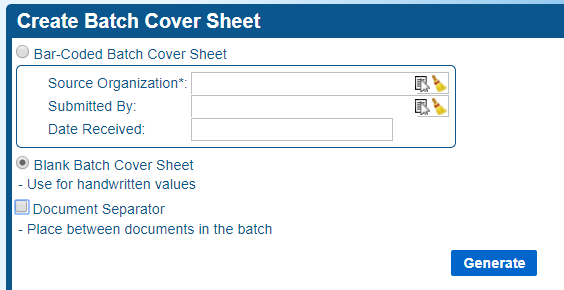 Create Batch Cover Sheet
Bar-Coded Batch Cover Sheet
Source Organization*:
Submitted By:
Date Received:
Blank Batch Cover Sheet
- Use for handwritten values
Document Separator
- Place between documents in the batch
Generate